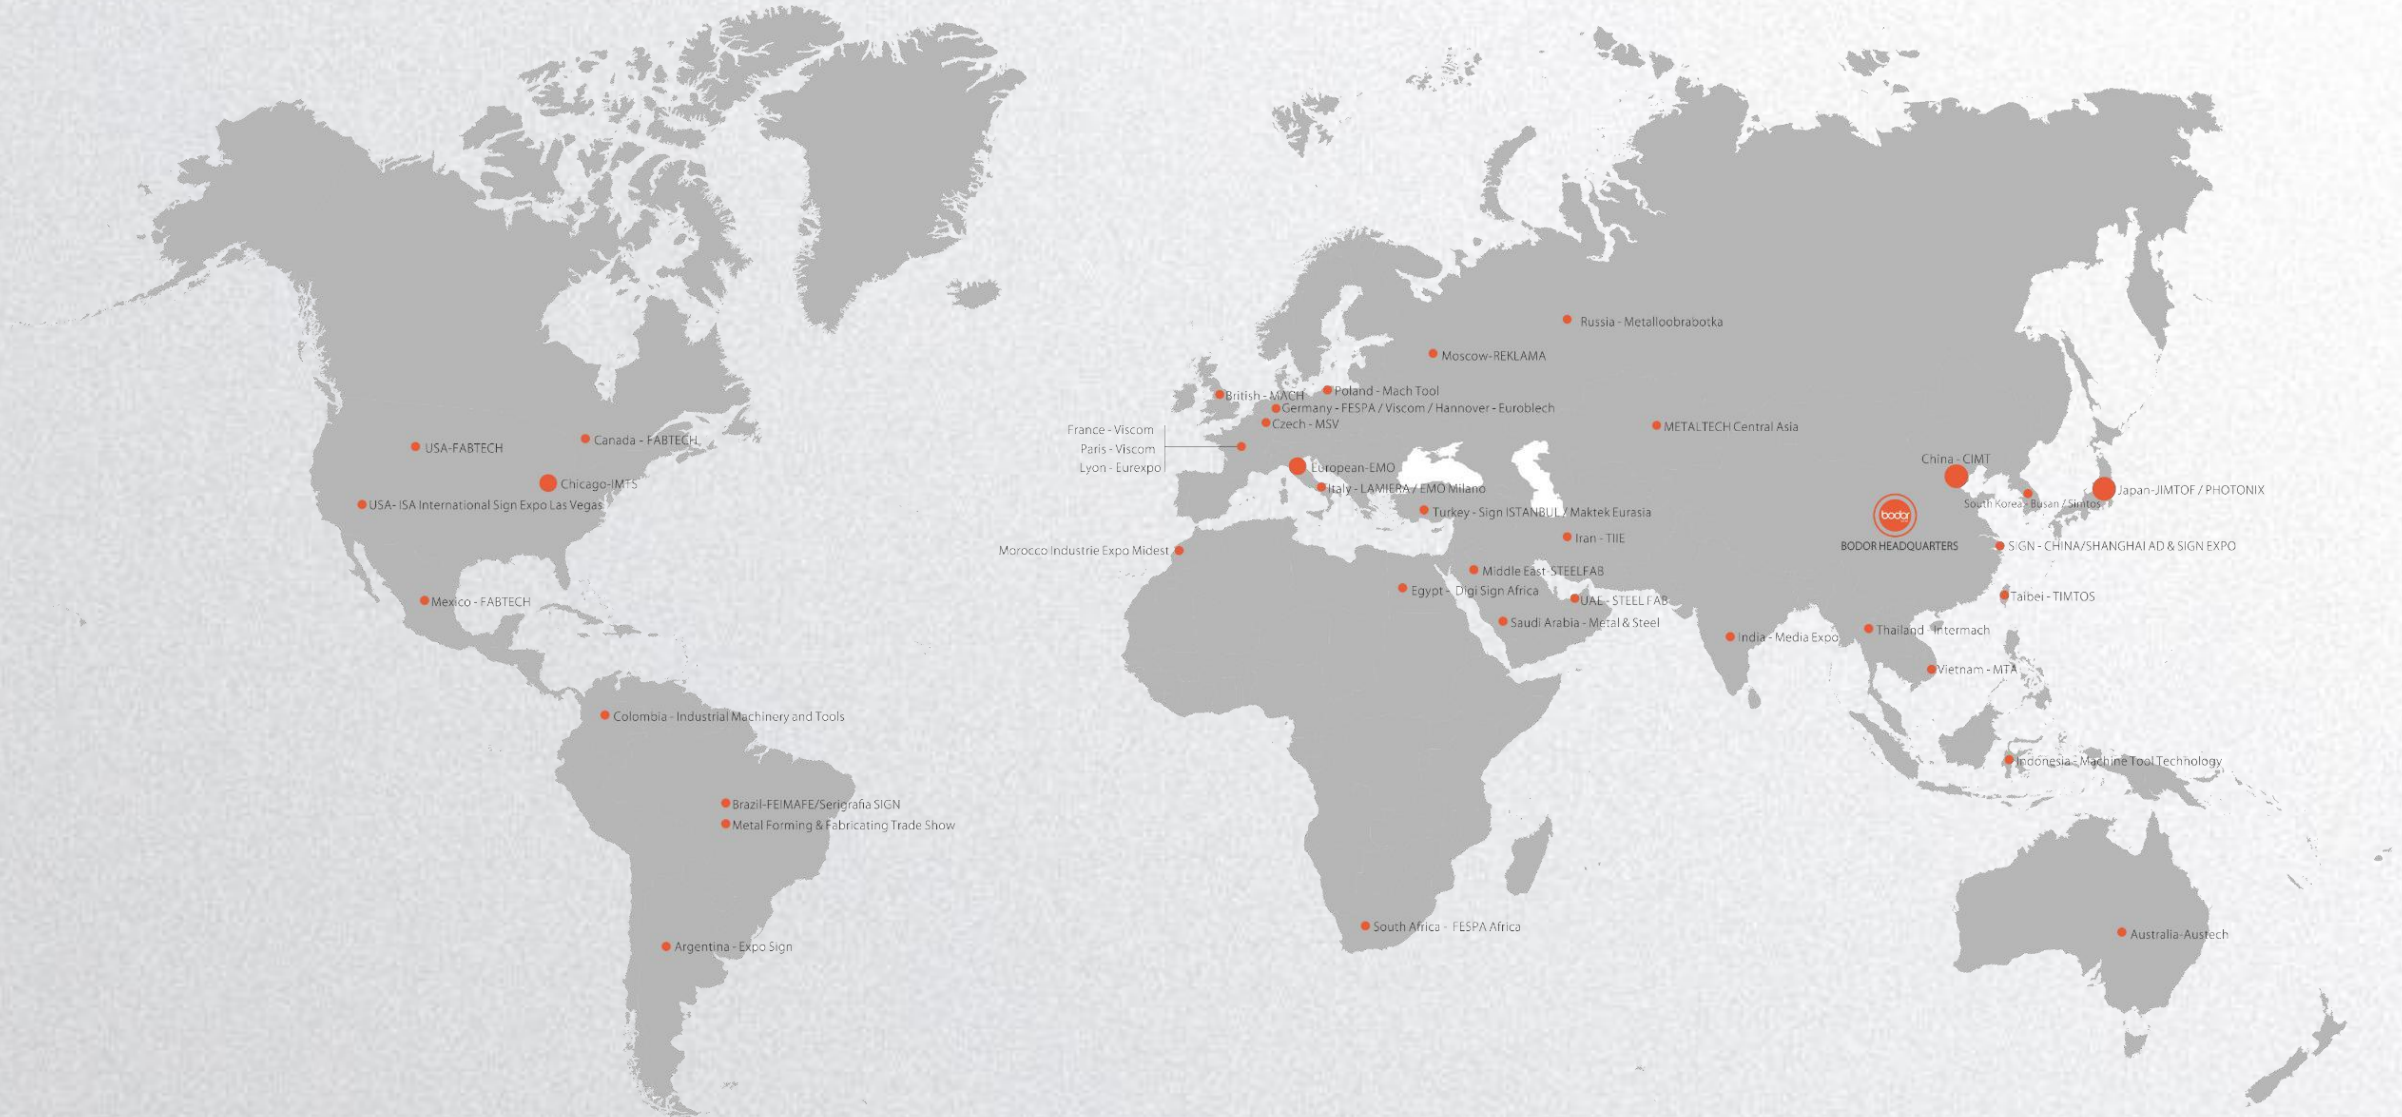 Russia - Metalloobrabotka
Moscow-REKLAMA
British - MACH
Poland - Mach Tool
Germany - FESPA / Viscom / Hannover - Euroblech
Czech - MSV
France - Viscom
Paris - Viscom
Lyon - Eurexpo
METALTECH Central Asia
USA-FABTECH
Canada - FABTECH
Chicago-IMTS
USA- ISA International Sign Expo Las Vegas
European-EMO
Italy - LAMIERA / EMO Milano
Turkey - Sign ISTANBUL / Maktek Eurasia
China - CIMT
Japan-JIMTOF / PHOTONIX
South Korea - Busan / Simtos
bodor
BODOR HEADQUARTERS
SIGN - CHINA/SHANGHAI AD & SIGN EXPO
Iran - TIIE
Morocco Industrie Expo Midest
Middle East-STEELFAB
Egypt - Digi Sign Africa
UAE - STEEL FAB
Saudi Arabia - Metal & Steel
Mexico - FABTECH
Taibei - TIMTOS
India - Media Expo
Thailand - Intermach
Vietnam - MTA
Colombia - Industrial Machinery and Tools
Indonesia - Machine Tool Technology
Brazil-FEIMAFE/Serigrafia SIGN
Metal Forming & Fabricating Trade Show
South Africa - FESPA Africa
Argentina - Expo Sign
Australia-Austech